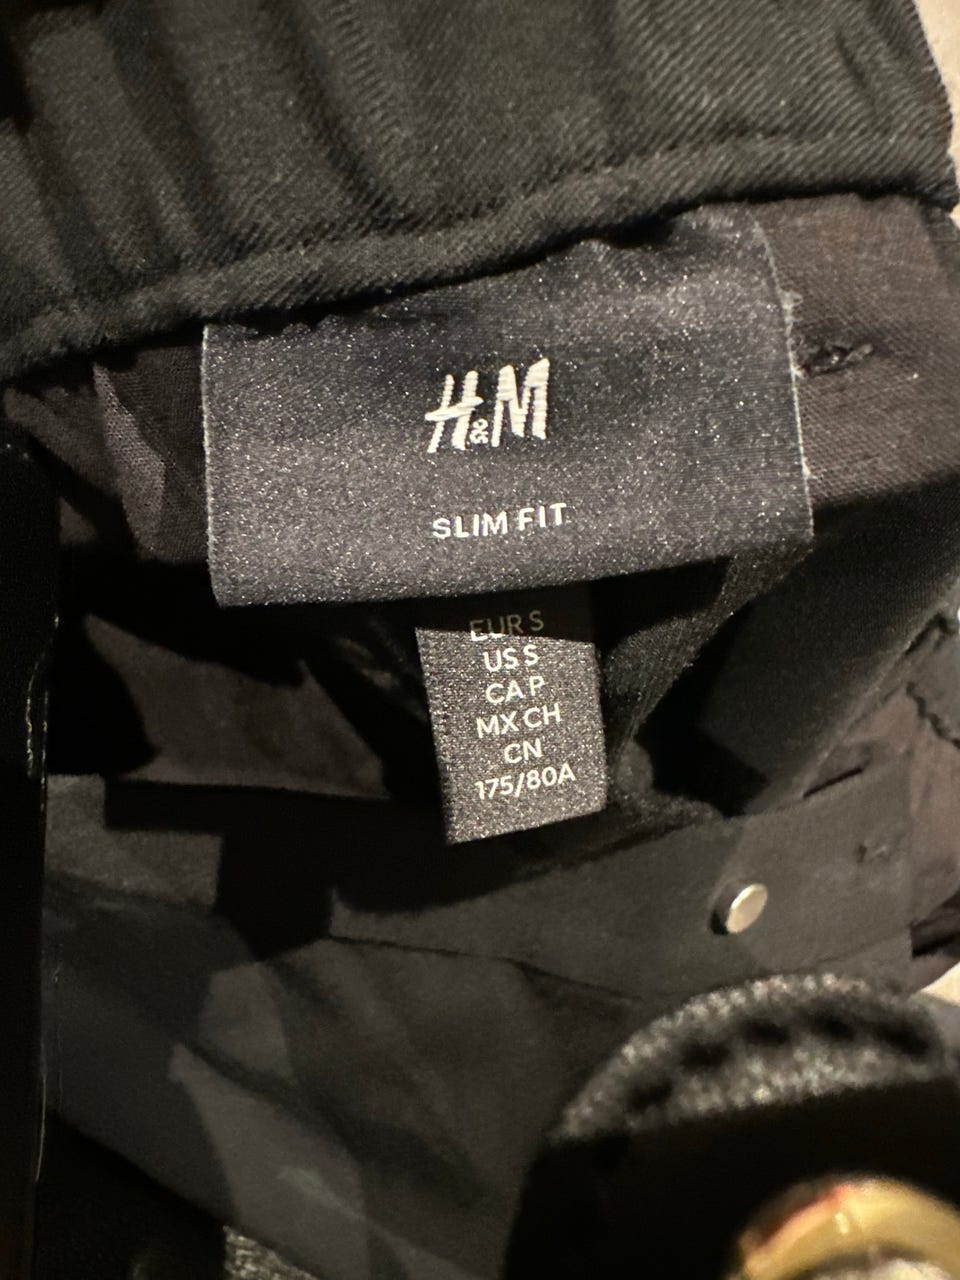 H&M
SLIM FIT
EUR S
US S
CA P
MX CH
CN
175/80A